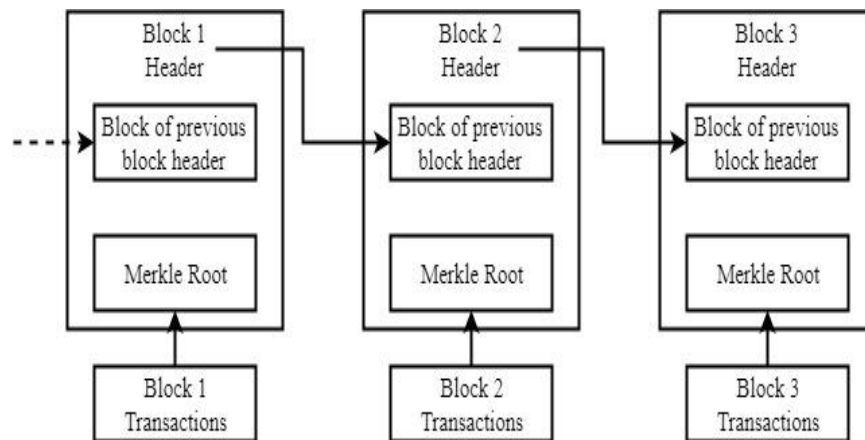 Block 1
Header
Block of previous
block header
Merkle Root
Block 1
Transactions
Block 2
Header
Block of previous
block header
Merkle Root
Block 2
Transactions
Block 3
Header
Block of previous
block header
Merkle Root
Block 3
Transactions